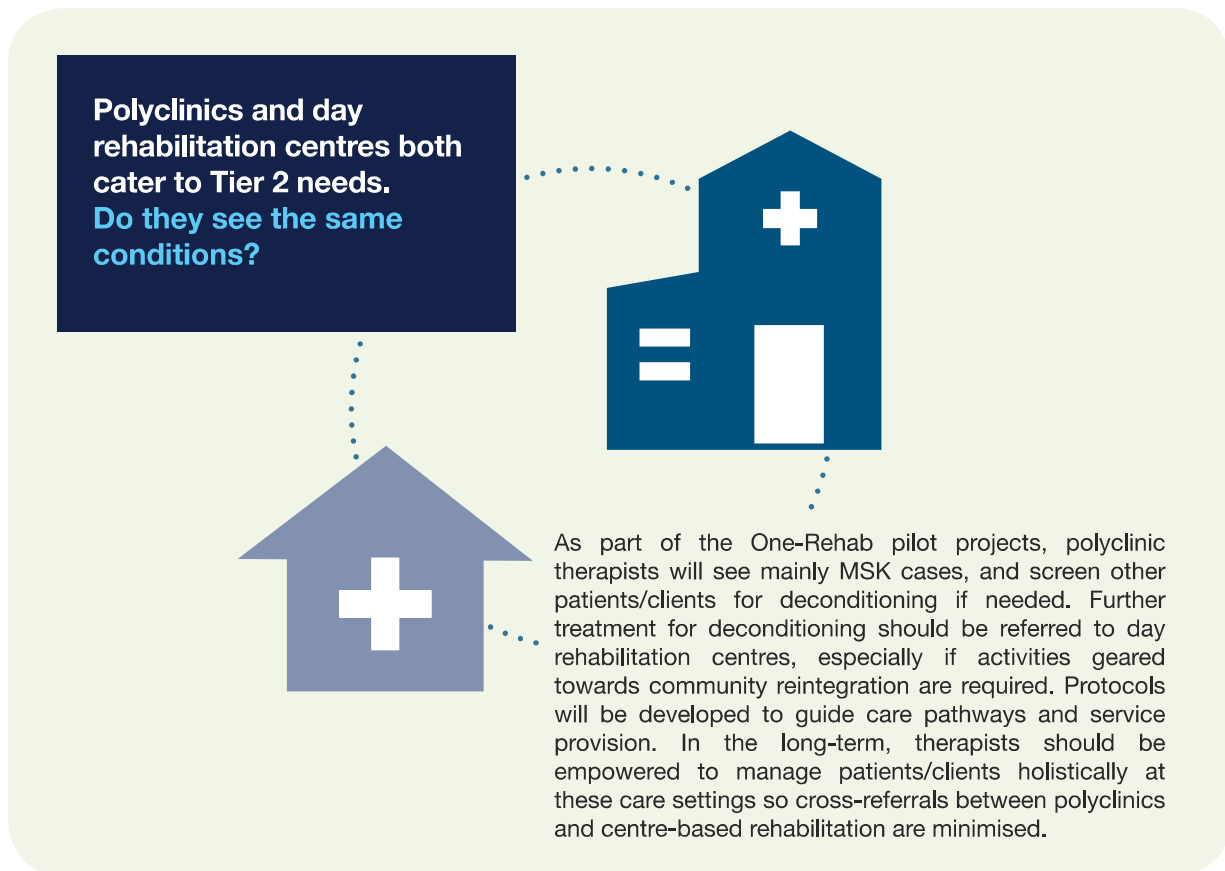 Polyclinics and day
rehabilitation centres both
cater to Tier 2 needs.
Do they see the same
conditions?
As part of the One-Rehab pilot projects, polyclinic
therapists will see mainly MSK cases, and screen other
patients/clients for deconditioning if needed. Further
treatment for deconditioning should be referred to day
rehabilitation centres, especially if activities geared
towards community reintegration are required. Protocols
will be developed to guide care pathways and service
provision. In the long-term, therapists should be
empowered to manage patients/clients holistically at
these care settings so cross-referrals between polyclinics
and centre-based rehabilitation are minimised.